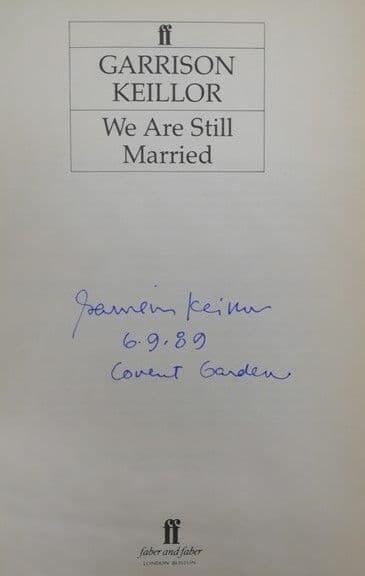 ff
GARRISON
KEILLOR
We Are Still
Married
Garrison Keillor
6.9.89
Covent Garden
ff
faber and faber
LONDON BOSTON